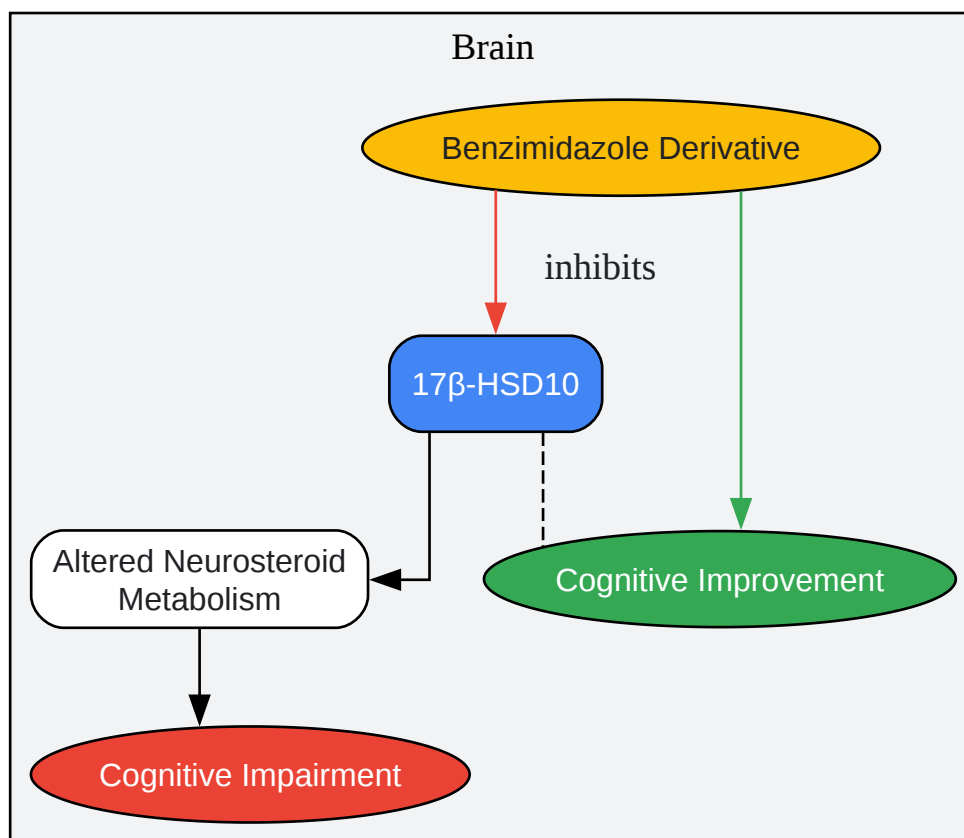 Brain
Benzimidazole Derivative
inhibits
17β-HSD10
Altered Neurosteroid
Metabolism
Cognitive Improvement
Cognitive Impairment